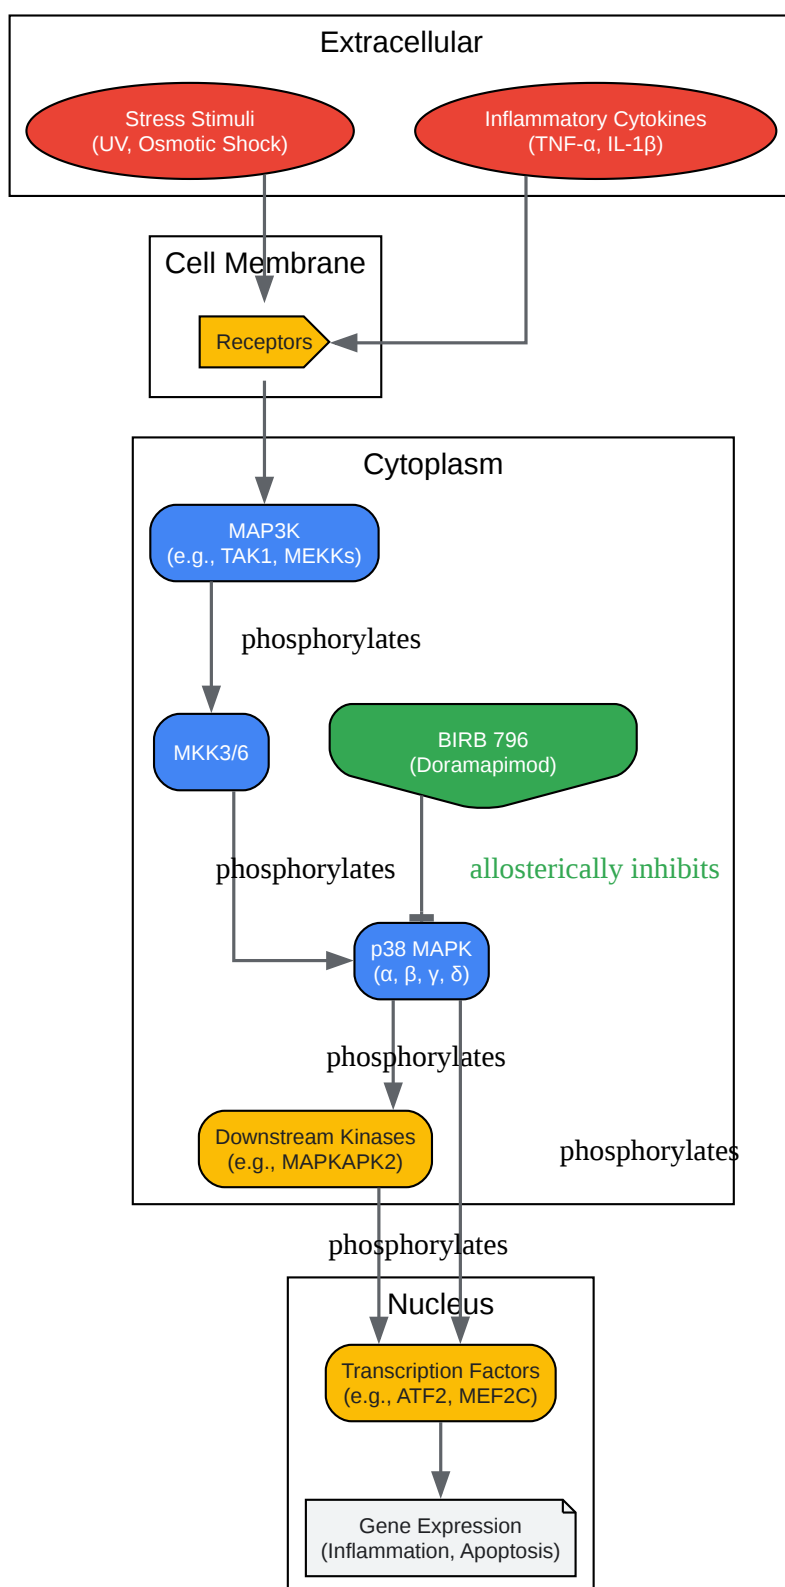 Extracellular
Stress Stimuli
(UV, Osmotic Shock)
Inflammatory Cytokines
(TNF-α, IL-1β)
Cell Membrane
Receptors
Cytoplasm
MAP3K
(e.g., TAK1, MEKKs)
phosphorylates
MKK3/6
BIRB 796
(Doramapimod)
phosphorylates
allosterically inhibits
p38 MAPK
(α, β, γ, δ)
phosphorylates
Downstream Kinases
(e.g., MAPKAPK2)
phosphorylates
phosphorylates
Nucleus
Transcription Factors
(e.g., ATF2, MEF2C)
Gene Expression
(Inflammation, Apoptosis)